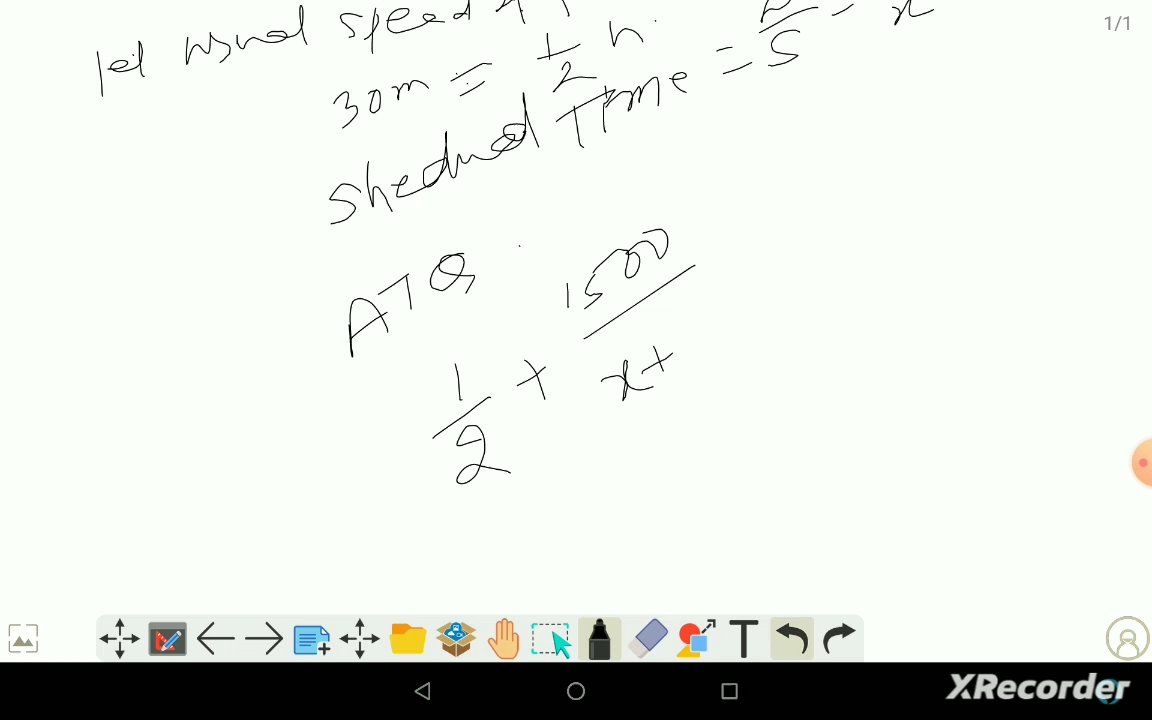 let usual speed
30m = 1/2 h
Shedual Time = D/S = x
ATQ
1/2 + 1500/x+
1/1
T
XRecorder